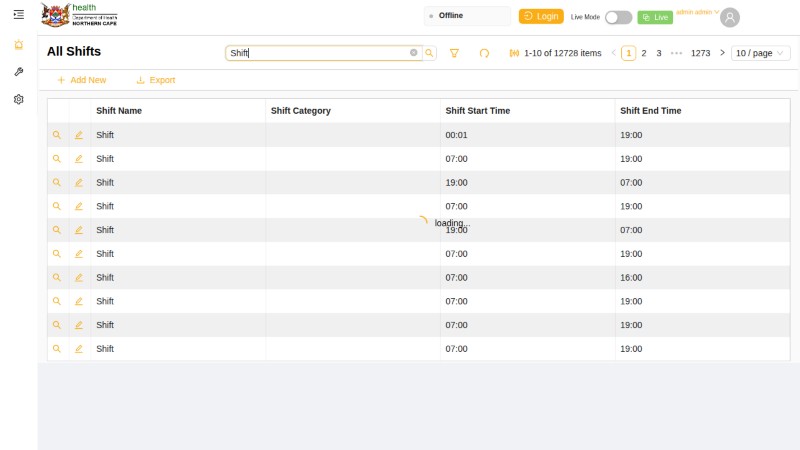 health
Department of Health
NORTHERN CAPE
Offline
Login
Live Mode
Live
admin admin
All Shifts
Shift
1-10 of 12728 items
1 2 3 ••• 1273
10 / page
Add New
Export
Shift Name Shift Category Shift Start Time Shift End Time
Shift 00:01 19:00
Shift 07:00 19:00
Shift 19:00 07:00
Shift 07:00 19:00
loading...
Shift 19:00 07:00
Shift 07:00 19:00
Shift 07:00 16:00
Shift 07:00 19:00
Shift 07:00 19:00
Shift 07:00 19:00